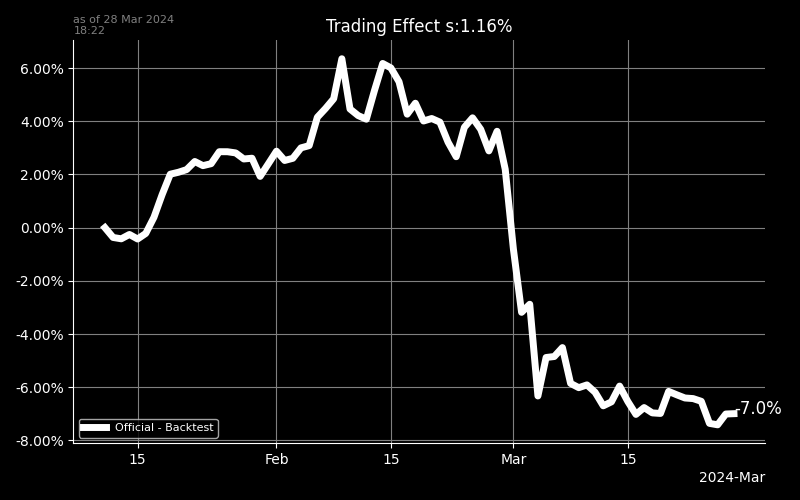 as of 28 Mar 2024
18:22
Trading Effect s:1.16%
6.00%
4.00%
2.00%
0.00%
-2.00%
-4.00%
-6.00%
-8.00%
-7.0%
Official - Backtest
15
Feb
15
Mar
15
2024-Mar